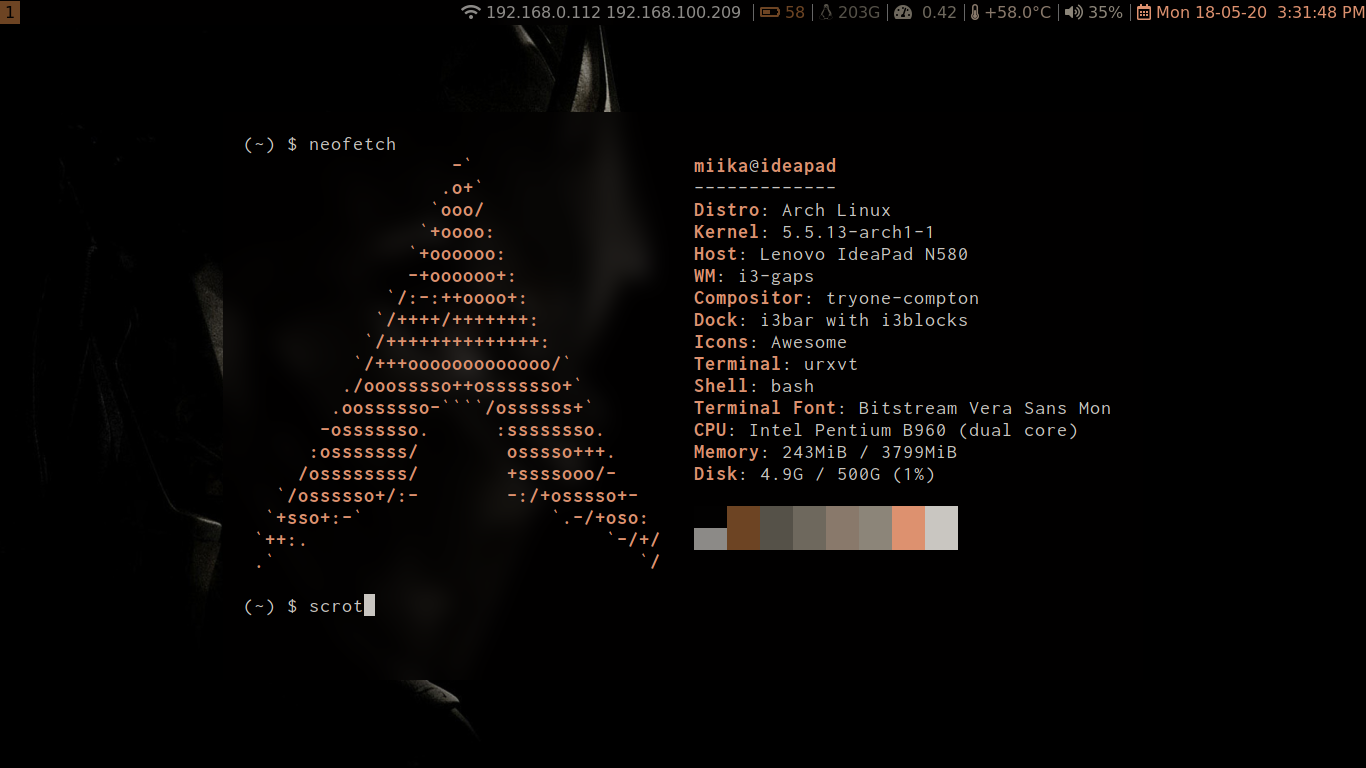 1 192.168.0.112 192.168.100.209 | 58 | 203G | 0.42 | +58.0°C | 35% | Mon 18-05-20 3:31:48 PM
(~) $ neofetch
-`
.o+`
`ooo/
`+oooo:
`+oooooo:
-+oooooo+:
`/:-:++oooo+:
`/++++/+++++++:
`/++++++++++++++:
`/+++ooooooooooooo/`
./ooosssso++osssssso+`
.oossssso-````/ossssss+`
-osssssso. :ssssssso.
:osssssss/ osssso+++.
/ossssssss/ +ssssooo/-
`/ossssso+/:- -:/+osssso+-
`+sso+:-` `.-/+oso:
`++:. `-/+/
.` `/
miika@ideapad
-------------
Distro: Arch Linux
Kernel: 5.5.13-arch1-1
Host: Lenovo IdeaPad N580
WM: i3-gaps
Compositor: tryone-compton
Dock: i3bar with i3blocks
Icons: Awesome
Terminal: urxvt
Shell: bash
Terminal Font: Bitstream Vera Sans Mon
CPU: Intel Pentium B960 (dual core)
Memory: 243MiB / 3799MiB
Disk: 4.9G / 500G (1%)
(~) $ scrot